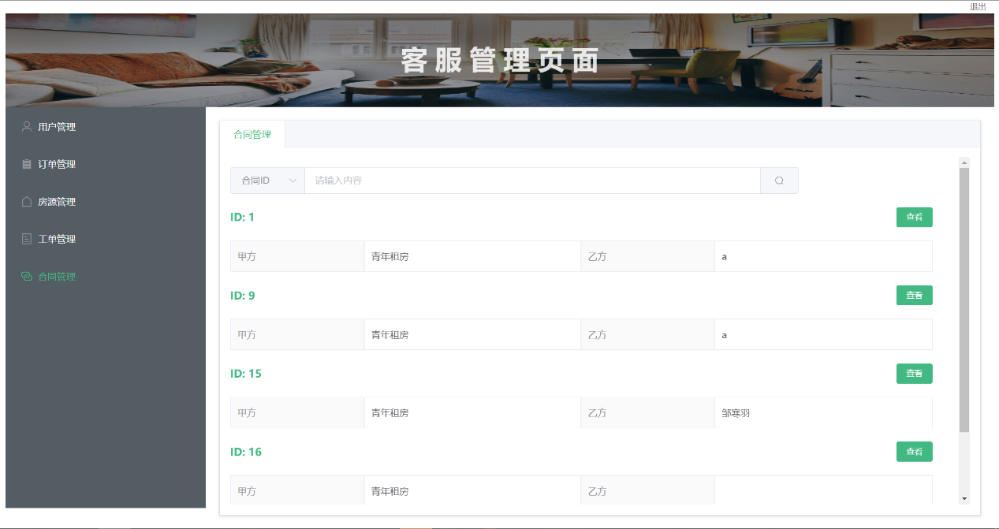 退出
客服管理页面
用户管理
订单管理
房源管理
工单管理
合同管理
合同管理
合同ID 请输入内容
ID: 1 查看
甲方 青年租房 乙方 a
ID: 9 查看
甲方 青年租房 乙方 a
ID: 15 查看
甲方 青年租房 乙方 邹寒羽
ID: 16 查看
甲方 青年租房 乙方